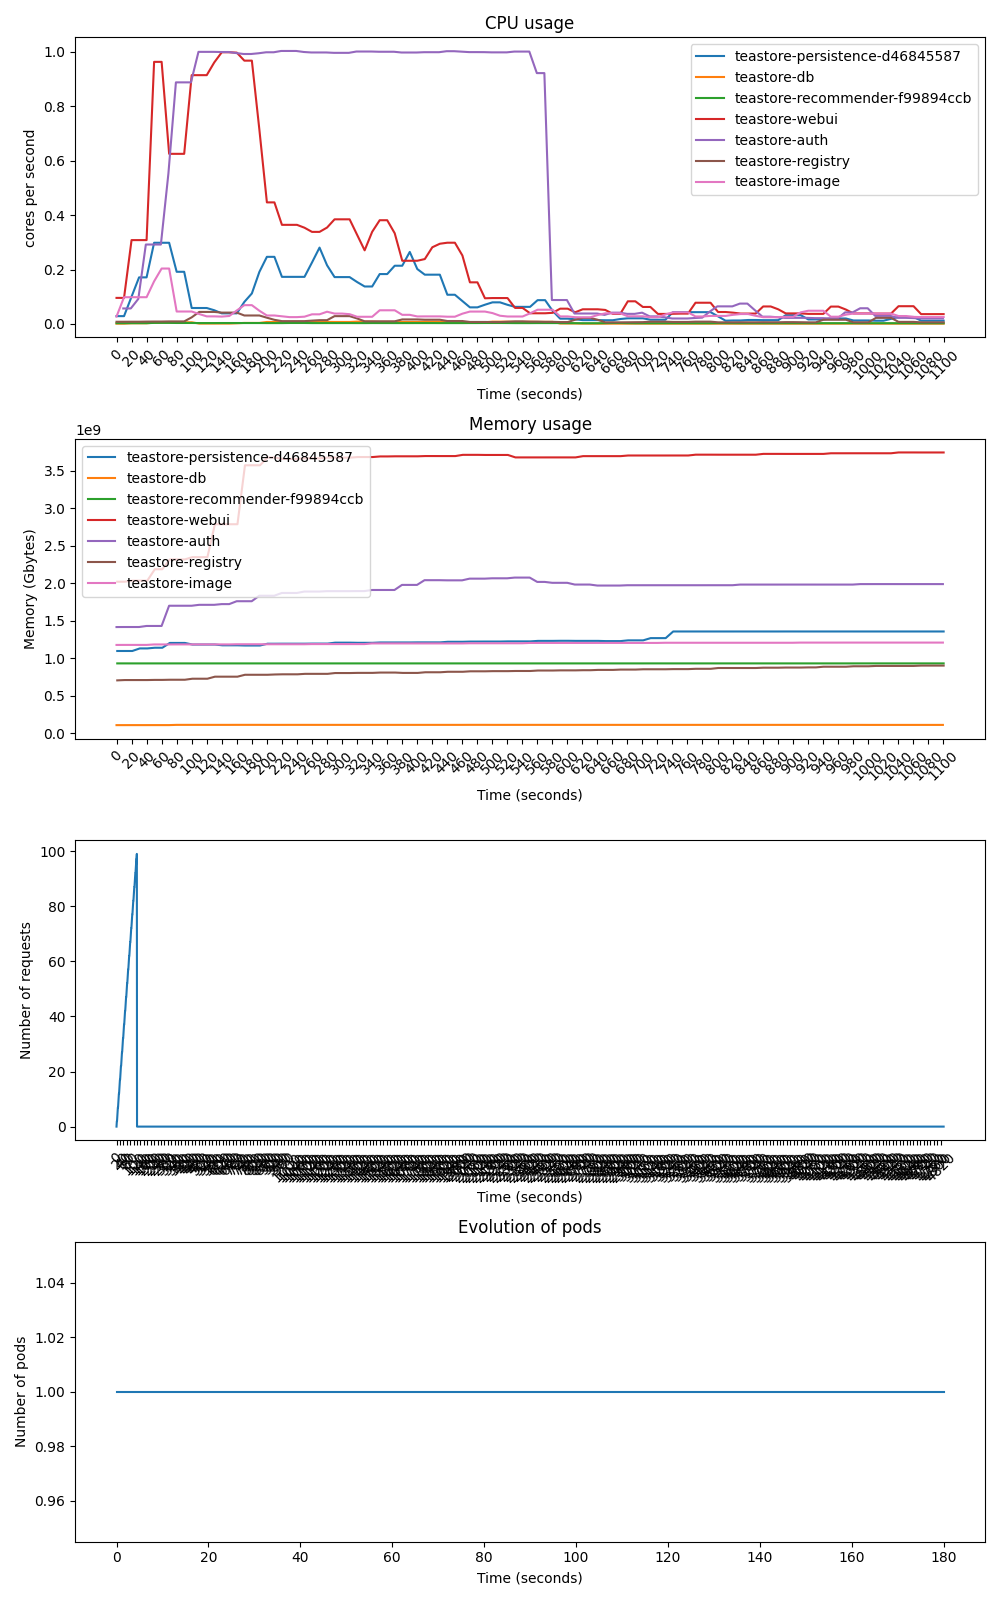 CPU usage
1.0
0.8
0.6
0.4
0.2
0.0
cores per second
teastore-persistence-d46845587
teastore-db
teastore-recommender-f99894ccb
teastore-webui
teastore-auth
teastore-registry
teastore-image
0 20 40 60 80 100 120 140 160 180 200 220 240 260 280 300 320 340 360 380 400 420 440 460 480 500 520 540 560 580 600 620 640 660 680 700 720 740 760 780 800 820 840 860 880 900 920 940 960 980 1000 1020 1040 1060 1080 1100
Time (seconds)
Memory usage
1e9
3.5
3.0
2.5
2.0
1.5
1.0
0.5
0.0
Memory (Gbytes)
teastore-persistence-d46845587
teastore-db
teastore-recommender-f99894ccb
teastore-webui
teastore-auth
teastore-registry
teastore-image
0 20 40 60 80 100 120 140 160 180 200 220 240 260 280 300 320 340 360 380 400 420 440 460 480 500 520 540 560 580 600 620 640 660 680 700 720 740 760 780 800 820 840 860 880 900 920 940 960 980 1000 1020 1040 1060 1080 1100
Time (seconds)
100
80
60
40
20
0
Number of requests
Time (seconds)
Evolution of pods
1.04
1.02
1.00
0.98
0.96
Number of pods
0 20 40 60 80 100 120 140 160 180
Time (seconds)